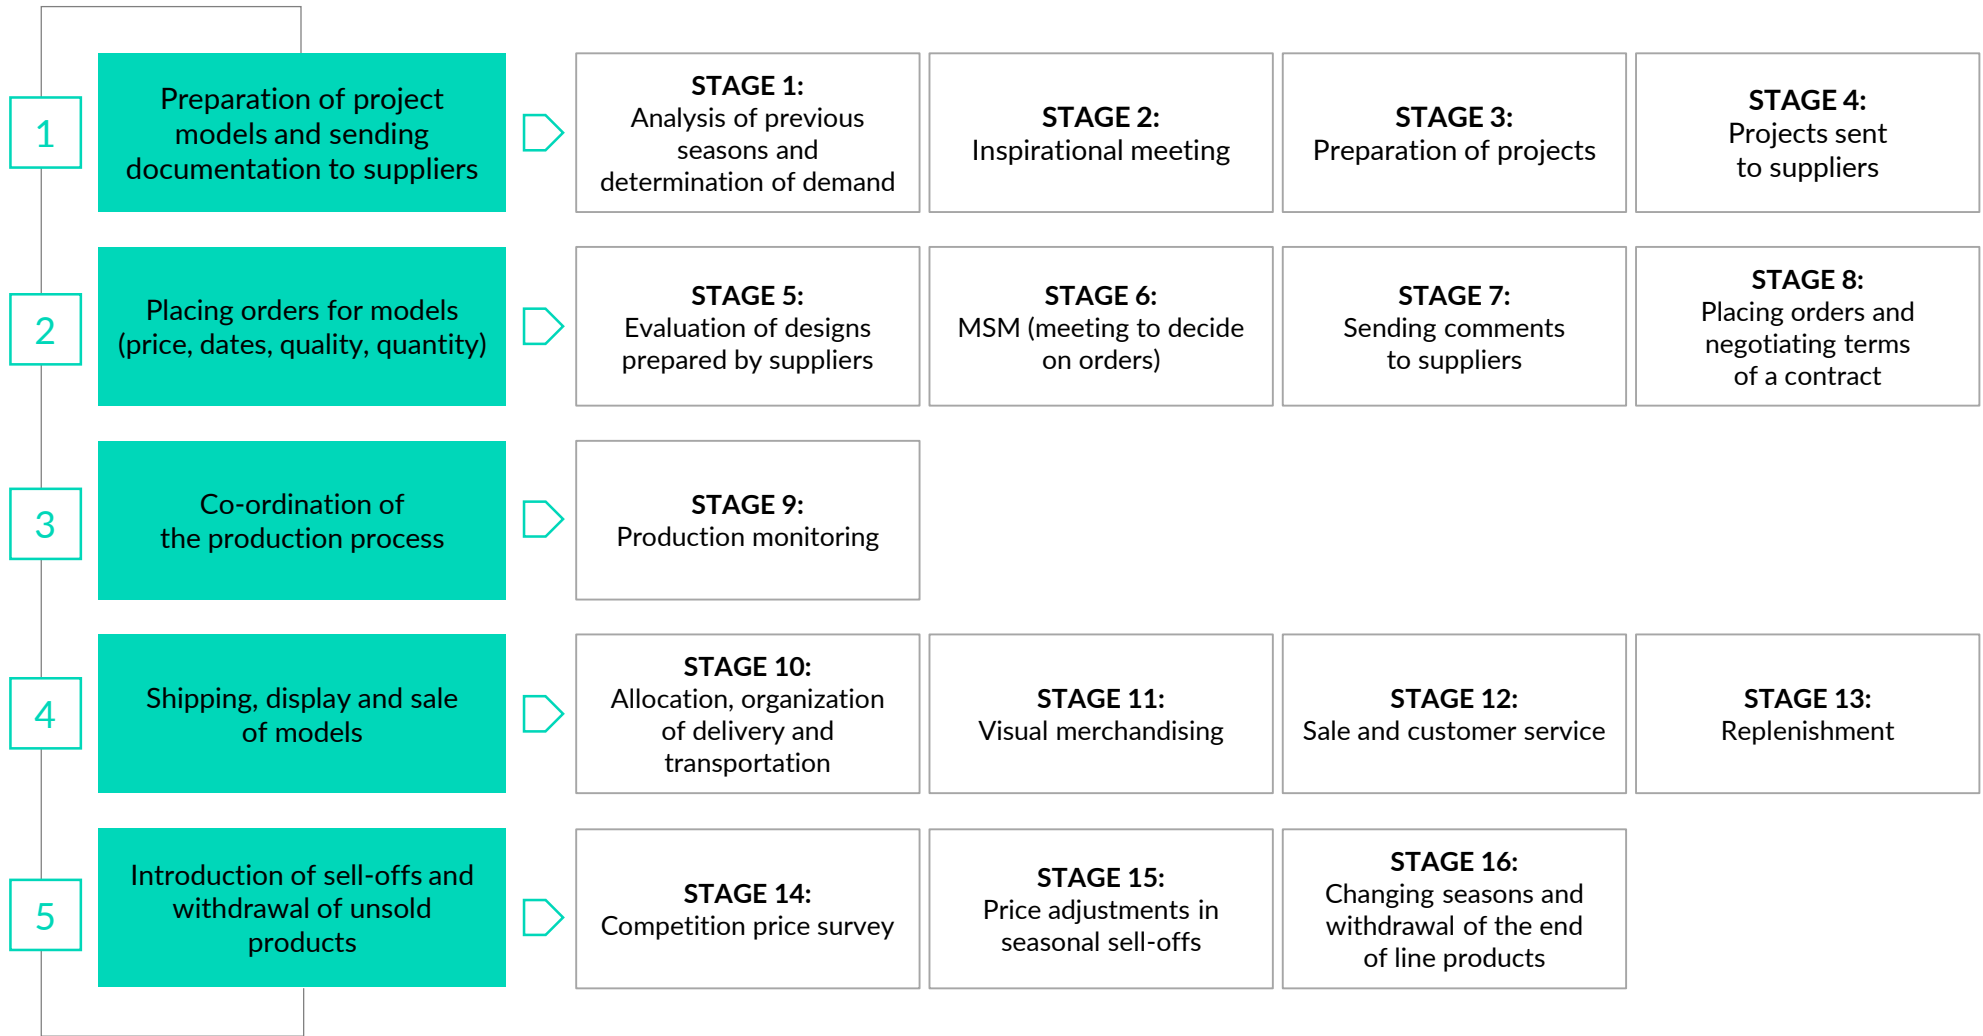 1
Preparation of project
models and sending
documentation to suppliers
STAGE 1:
Analysis of previous
seasons and
determination of demand
STAGE 2:
Inspirational meeting
STAGE 3:
Preparation of projects
STAGE 4:
Projects sent
to suppliers
2
Placing orders for models
(price, dates, quality, quantity)
STAGE 5:
Evaluation of designs
prepared by suppliers
STAGE 6:
MSM (meeting to decide
on orders)
STAGE 7:
Sending comments
to suppliers
STAGE 8:
Placing orders and
negotiating terms
of a contract
3
Co-ordination of
the production process
STAGE 9:
Production monitoring
4
Shipping, display and sale
of models
STAGE 10:
Allocation, organization
of delivery and
transportation
STAGE 11:
Visual merchandising
STAGE 12:
Sale and customer service
STAGE 13:
Replenishment
5
Introduction of sell-offs and
withdrawal of unsold
products
STAGE 14:
Competition price survey
STAGE 15:
Price adjustments in
seasonal sell-offs
STAGE 16:
Changing seasons and
withdrawal of the end
of line products